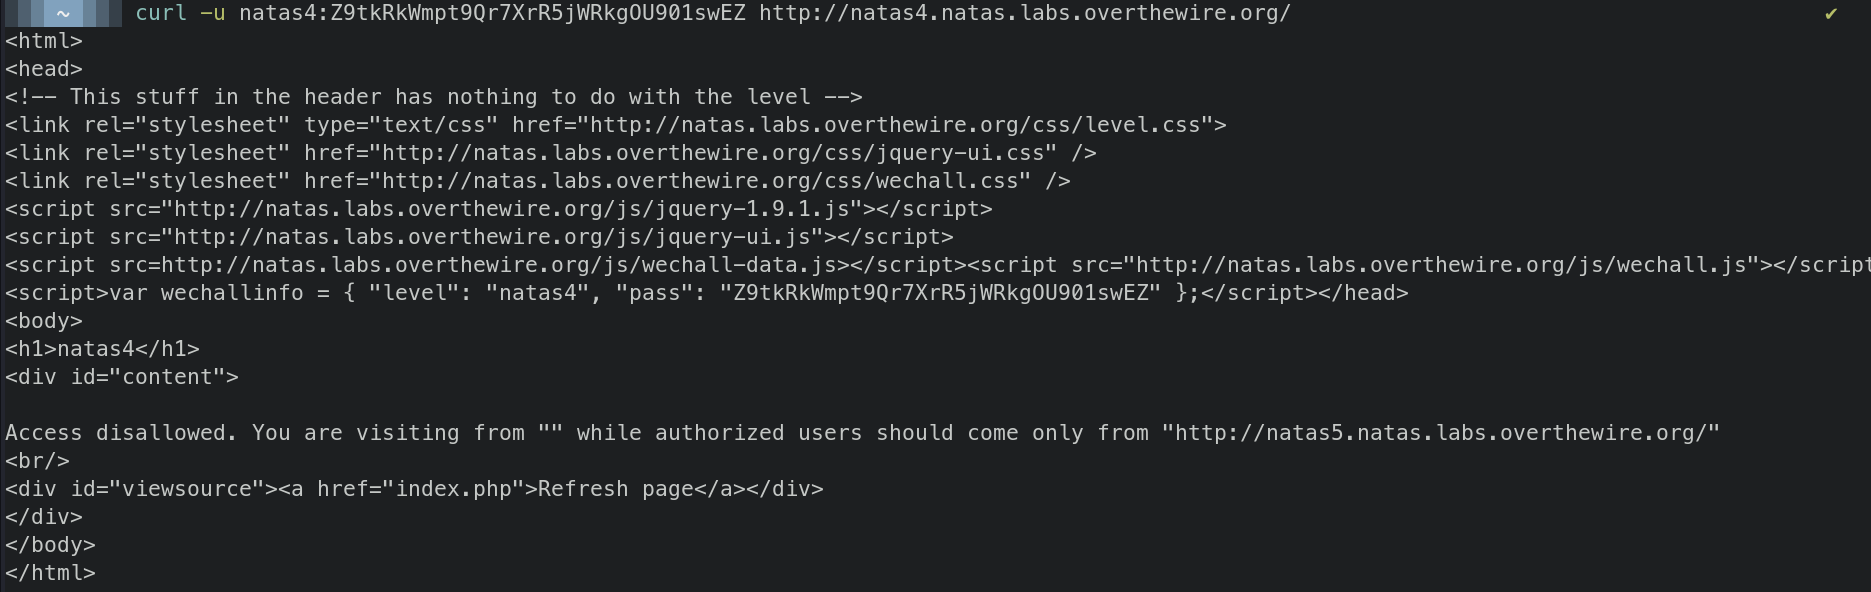 ~ curl -u natas4:Z9tkRkWmpt9Qr7XrR5jWRkgOU901swEZ http://natas4.natas.labs.overthewire.org/ ✔
<html>
<head>
<!-- This stuff in the header has nothing to do with the level -->
<link rel="stylesheet" type="text/css" href="http://natas.labs.overthewire.org/css/level.css">
<link rel="stylesheet" href="http://natas.labs.overthewire.org/css/jquery-ui.css" />
<link rel="stylesheet" href="http://natas.labs.overthewire.org/css/wechall.css" />
<script src="http://natas.labs.overthewire.org/js/jquery-1.9.1.js"></script>
<script src="http://natas.labs.overthewire.org/js/jquery-ui.js"></script>
<script src=http://natas.labs.overthewire.org/js/wechall-data.js></script><script src="http://natas.labs.overthewire.org/js/wechall.js"></script
<script>var wechallinfo = { "level": "natas4", "pass": "Z9tkRkWmpt9Qr7XrR5jWRkgOU901swEZ" };</script></head>
<body>
<h1>natas4</h1>
<div id="content">
Access disallowed. You are visiting from "" while authorized users should come only from "http://natas5.natas.labs.overthewire.org/"
<br/>
<div id="viewsource"><a href="index.php">Refresh page</a></div>
</div>
</body>
</html>